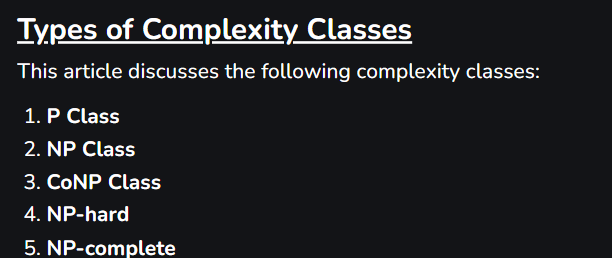 Types of Complexity Classes
This article discusses the following complexity classes:
1. P Class
2. NP Class
3. CoNP Class
4. NP-hard
5. NP-complete